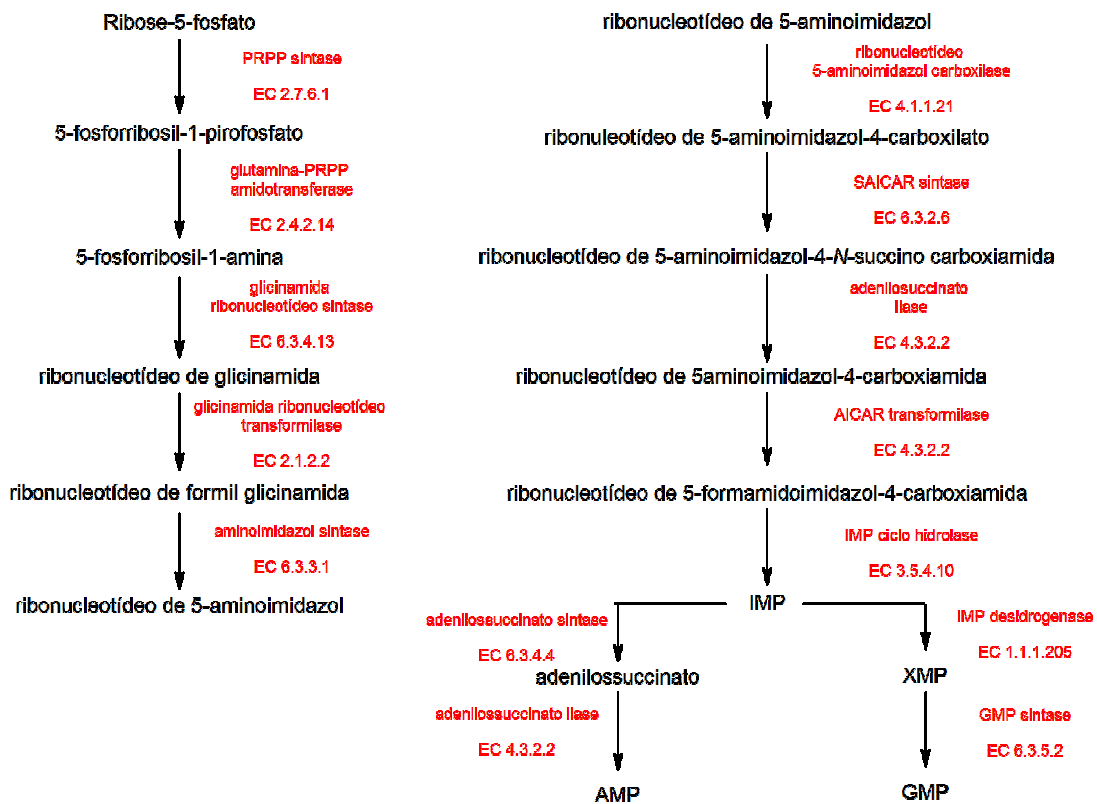 Ribose-5-fosfato
PRPP sintase
EC 2.7.6.1
5-fosforribosil-1-pirofosfato
glutamina-PRPP
amidotransferase
EC 2.4.2.14
5-fosforribosil-1-amina
glicinamida
ribonucleotídeo sintase
EC 6.3.4.13
ribonucleotídeo de glicinamida
glicinamida ribonucleotídeo
transformilase
EC 2.1.2.2
ribonucleotídeo de formil glicinamida
aminoimidazol sintase
EC 6.3.3.1
ribonucleotídeo de 5-aminoimidazol
ribonucleotídeo de 5-aminoimidazol
ribonucleotídeo
5-aminoimidazol carboxilase
EC 4.1.1.21
ribonuleotídeo de 5-aminoimidazol-4-carboxilato
SAICAR sintase
EC 6.3.2.6
ribonucleotídeo de 5-aminoimidazol-4-N-succino carboxiamida
adenilosuccinato
liase
EC 4.3.2.2
ribonucleotídeo de 5aminoimidazol-4-carboxiamida
AICAR transformilase
EC 4.3.2.2
ribonucleotídeo de 5-formamidoimidazol-4-carboxiamida
IMP ciclo hidrolase
EC 3.5.4.10
IMP
adenilossuccinato sintase
EC 6.3.4.4
adenilossuccinato
adenilossuccinato liase
EC 4.3.2.2
AMP
IMP desidrogenase
EC 1.1.1.205
XMP
GMP sintase
EC 6.3.5.2
GMP